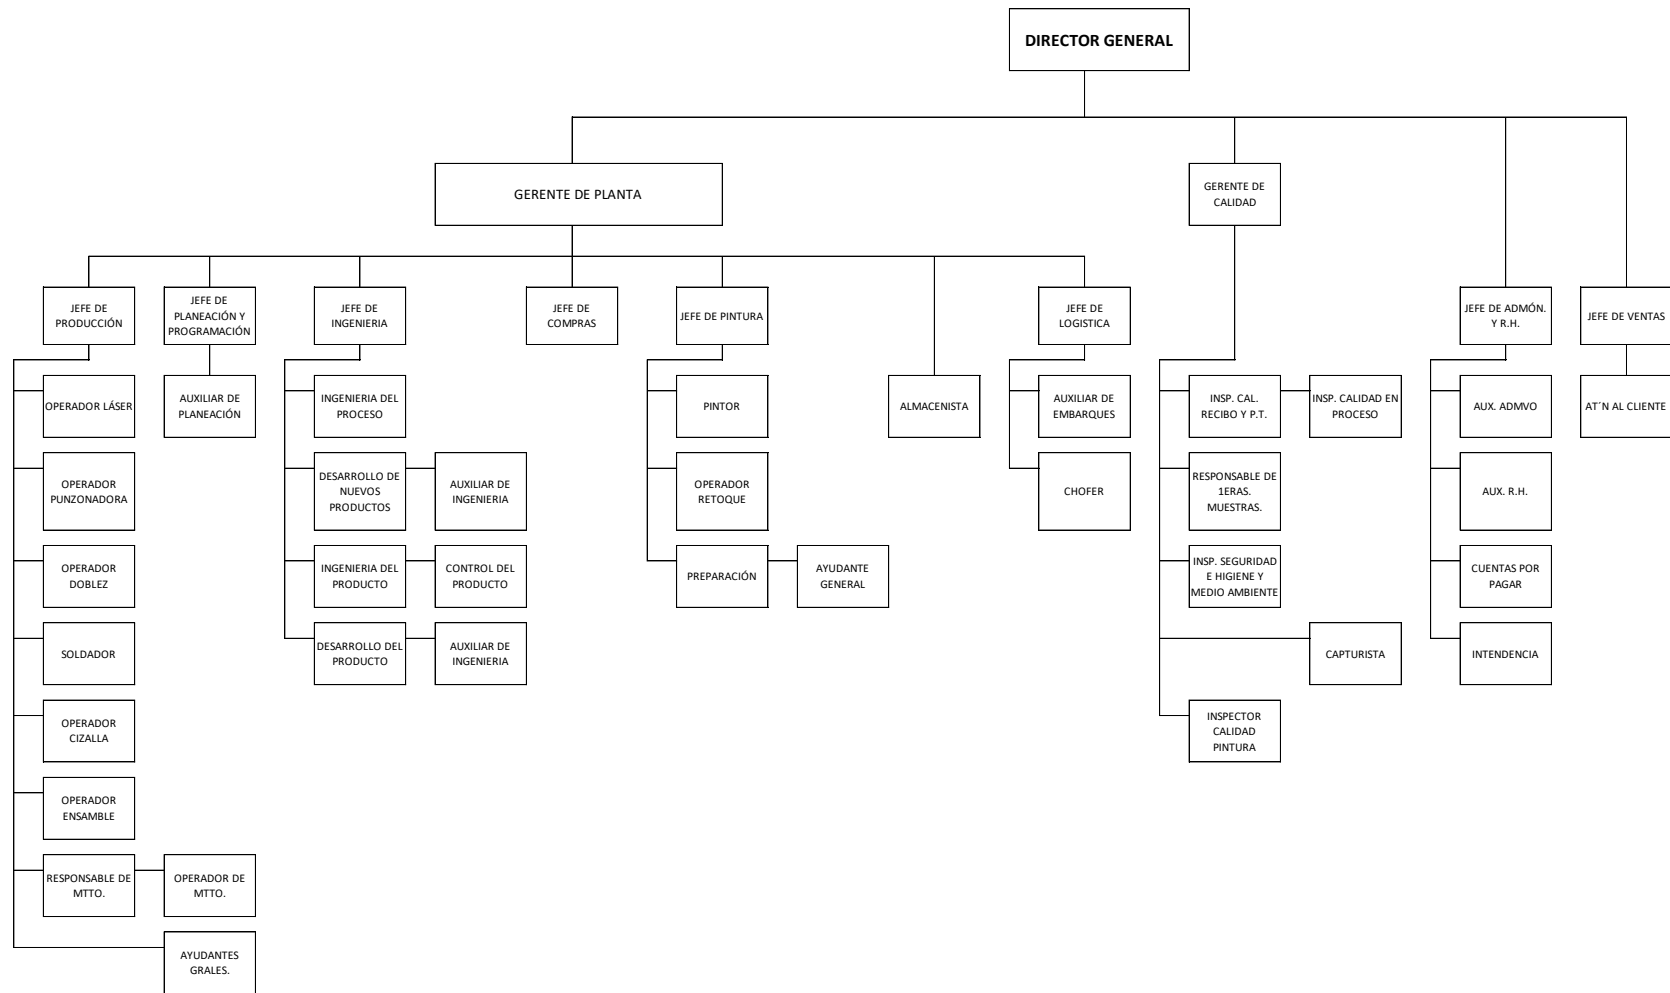 DIRECTOR GENERAL
GERENTE DE PLANTA
GERENTE DE
CALIDAD
JEFE DE
PRODUCCIÓN
JEFE DE
PLANEACIÓN Y
PROGRAMACIÓN
JEFE DE
INGENIERIA
JEFE DE
COMPRAS
JEFE DE PINTURA
JEFE DE
LOGISTICA
JEFE DE ADMÓN.
Y R.H.
JEFE DE VENTAS
OPERADOR LÁSER
AUXILIAR DE
PLANEACIÓN
INGENIERIA DEL
PROCESO
PINTOR
ALMACENISTA
AUXILIAR DE
EMBARQUES
INSP. CAL.
RECIBO Y P.T.
INSP. CALIDAD EN
PROCESO
AUX. ADMVO
AT´N AL CLIENTE
OPERADOR
PUNZONADORA
DESARROLLO DE
NUEVOS
PRODUCTOS
AUXILIAR DE
INGENIERIA
OPERADOR
RETOQUE
CHOFER
RESPONSABLE DE
1ERAS.
MUESTRAS.
AUX. R.H.
OPERADOR
DOBLEZ
INGENIERIA DEL
PRODUCTO
CONTROL DEL
PRODUCTO
PREPARACIÓN
AYUDANTE
GENERAL
INSP. SEGURIDAD
E HIGIENE Y
MEDIO AMBIENTE
CUENTAS POR
PAGAR
SOLDADOR
DESARROLLO DEL
PRODUCTO
AUXILIAR DE
INGENIERIA
CAPTURISTA
INTENDENCIA
OPERADOR
CIZALLA
INSPECTOR
CALIDAD
PINTURA
OPERADOR
ENSAMBLE
RESPONSABLE DE
MTTO.
OPERADOR DE
MTTO.
AYUDANTES
GRALES.